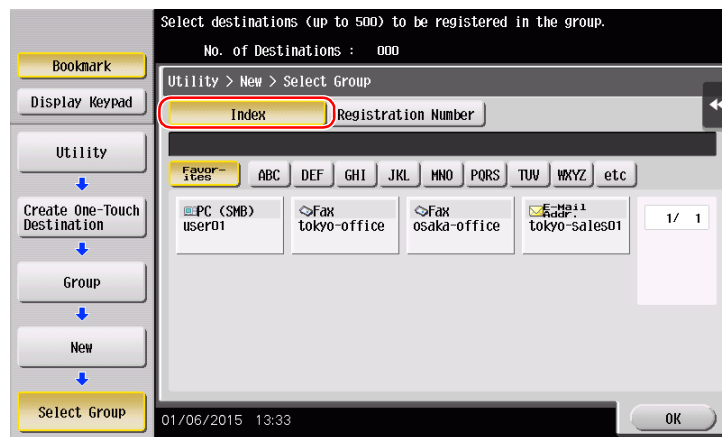 Select destinations (up to 500) to be registered in the group.
No. of Destinations : 000
Bookmark
Display Keypad
Utility
Create One-Touch
Destination
Group
New
Select Group
Utility > New > Select Group
Index
Registration Number
Favor-
ites
ABC
DEF
GHI
JKL
MNO
PQRS
TUV
WXYZ
etc
PC (SMB)
user01
Fax
tokyo-office
Fax
osaka-office
E-Mail
Addr.
tokyo-sales01
1/ 1
01/06/2015 13:33
OK